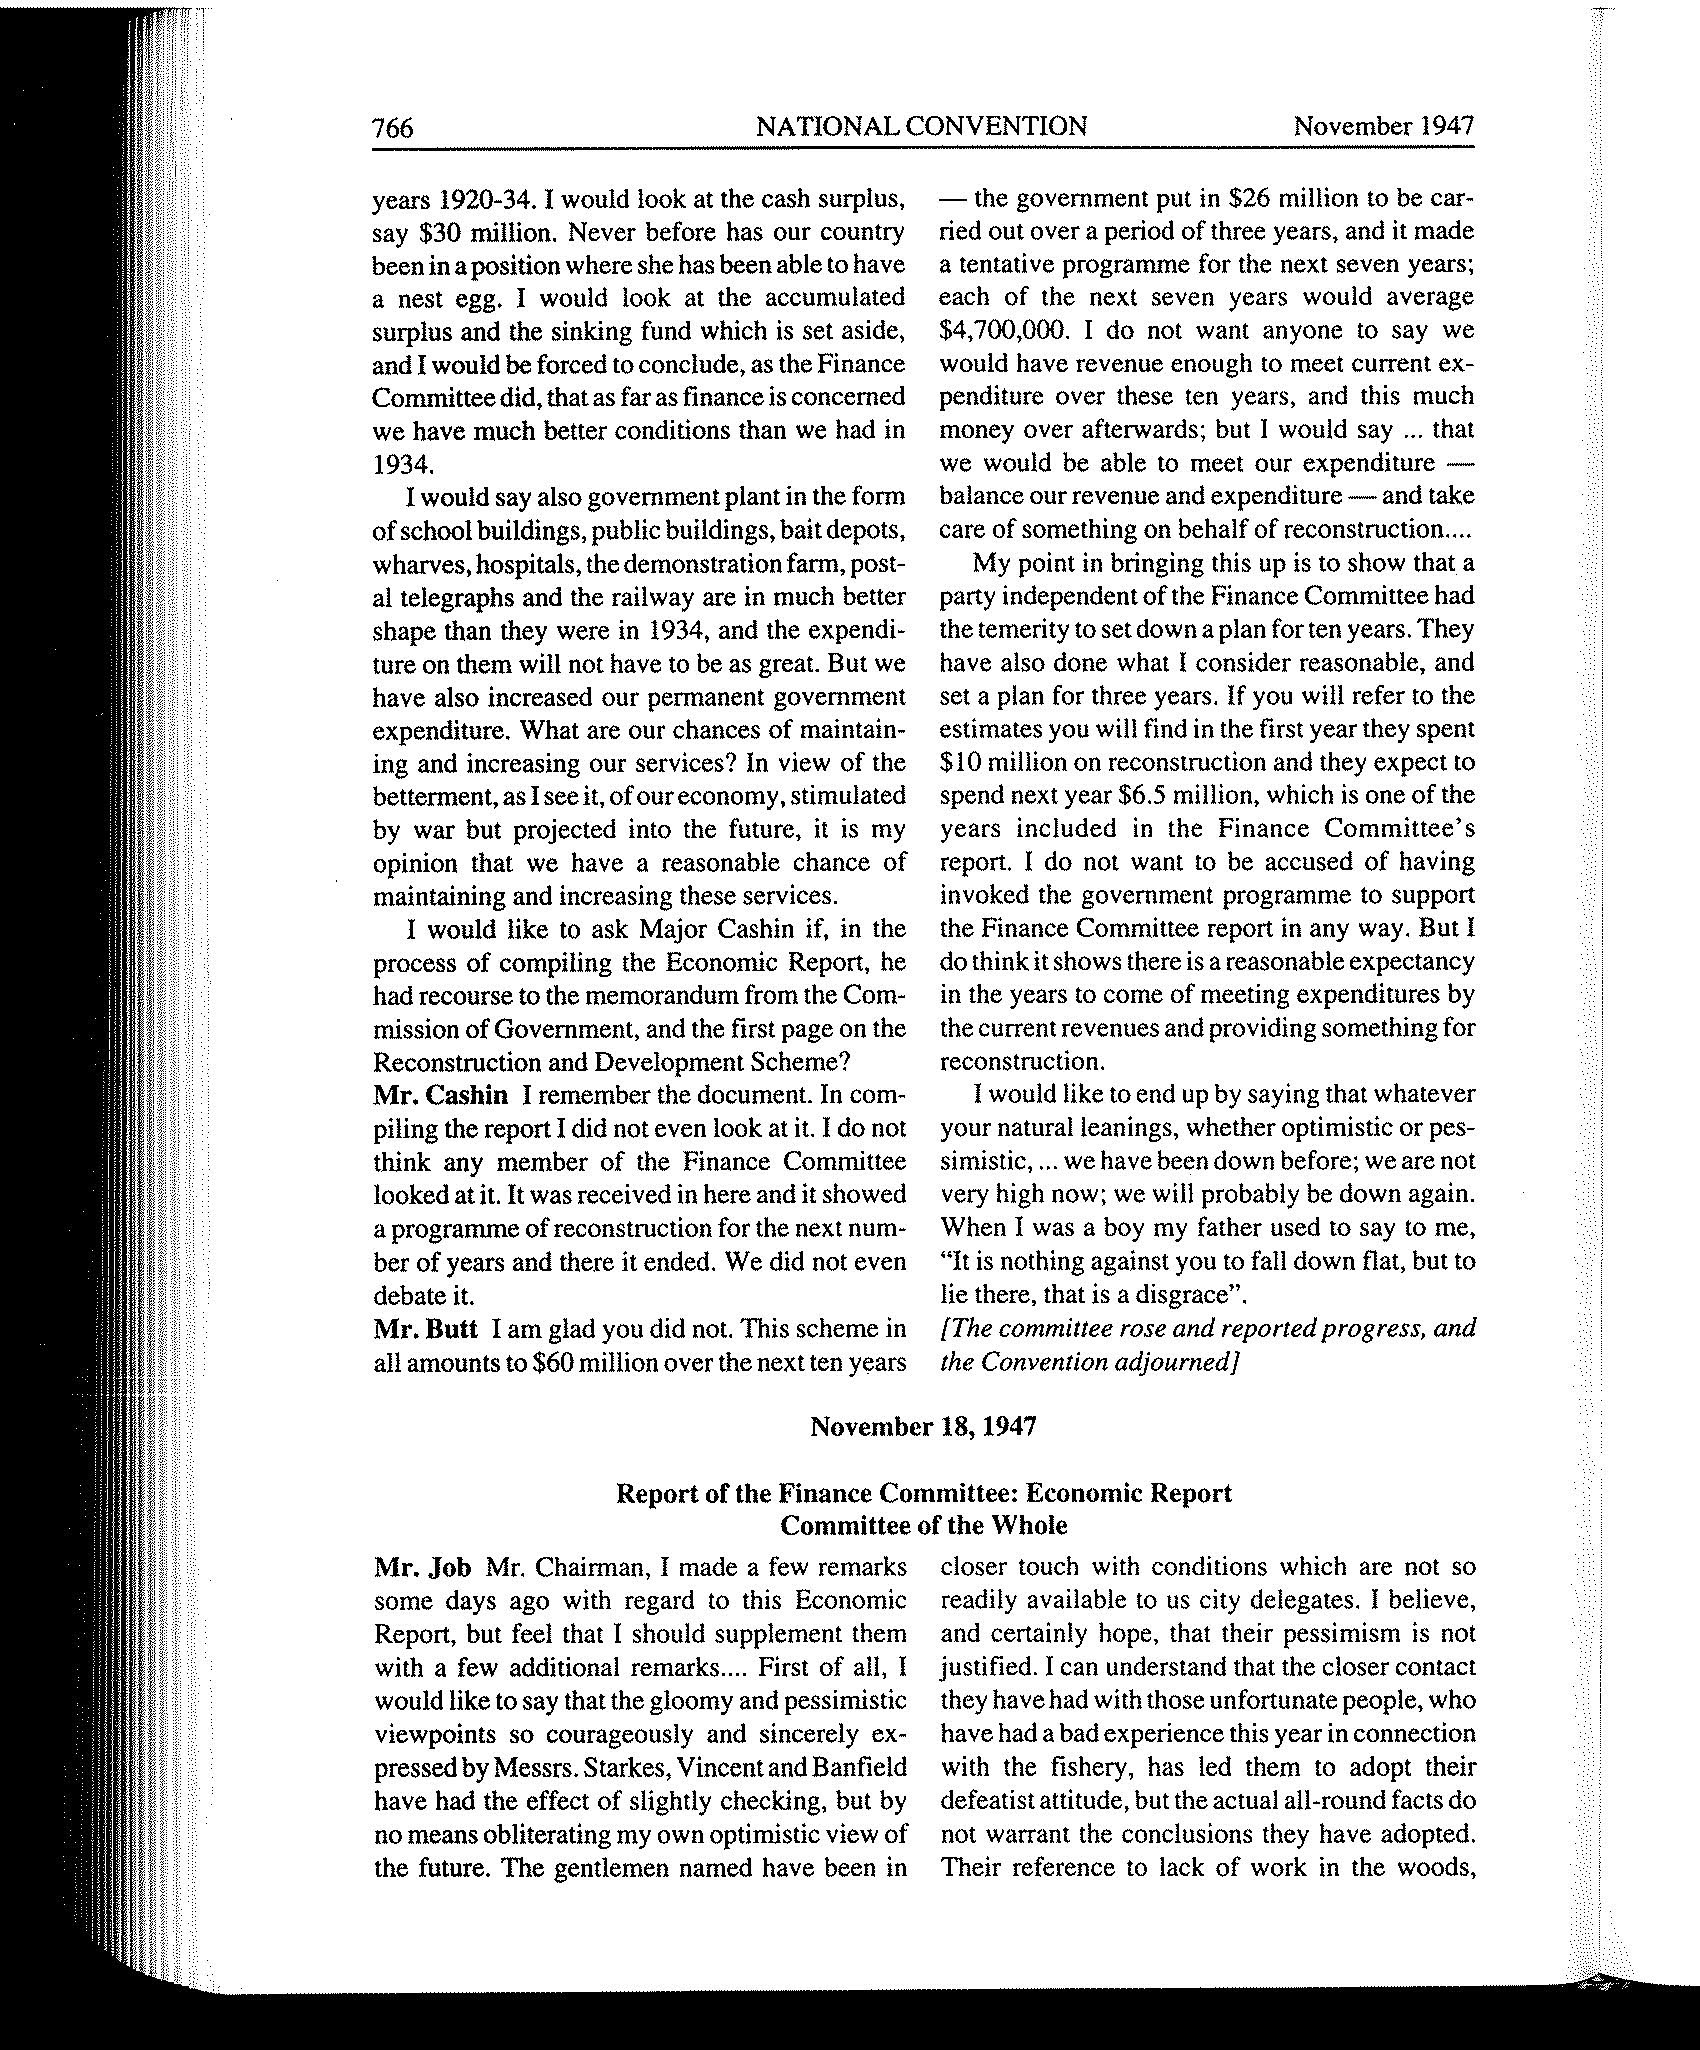 766 NATIONAL CONVENTION November 1947
years 1920-34. I would look at the cash surplus,
say $30 million. Never before has our country
been in a position where she has been able to have
a nest egg. I would look at the accumulated
surplus and the sinking fund which is set aside,
and I would be forced to conclude, as the Finance
Committee did, that as far as finance is concerned
we have much better conditions than we had in
1934.
I would say also government plant in the form
of school buildings, public buildings, bait depots,
wharves, hospitals, the demonstration farm, post-
al telegraphs and the railway are in much better
shape than they were in 1934, and the expendi-
ture on them will not have to be as great. But we
have also increased our permanent government
expenditure. What are our chances of maintain-
ing and increasing our services? In view of the
betterment, as I see it, of our economy, stimulated
by war but projected into the future, it is my
opinion that we have a reasonable chance of
maintaining and increasing these services.
I would like to ask Major Cashin if, in the
process of compiling the Economic Report, he
had recourse to the memorandum from the Com-
mission of Government, and the first page on the
Reconstruction and Development Scheme?
Mr. Cashin I remember the document. In com-
piling the report I did not even look at it. I do not
think any member of the Finance Committee
looked at it. It was received in here and it showed
a programme of reconstruction for the next num-
ber of years and there it ended. We did not even
debate it.
Mr. Butt I am glad you did not. This scheme in
all amounts to $60 million over the next ten years
— the government put in $26 million to be car-
ried out over a period of three years, and it made
a tentative programme for the next seven years;
each of the next seven years would average
$4,700,000. I do not want anyone to say we
would have revenue enough to meet current ex-
penditure over these ten years, and this much
money over afterwards; but I would say ... that
we would be able to meet our expenditure —
balance our revenue and expenditure — and take
care of something on behalf of reconstruction....
My point in bringing this up is to show that a
party independent of the Finance Committee had
the temerity to set down a plan for ten years. They
have also done what I consider reasonable, and
set a plan for three years. If you will refer to the
estimates you will find in the first year they spent
$10 million on reconstruction and they expect to
spend next year $6.5 million, which is one of the
years included in the Finance Committee's
report. I do not want to be accused of having
invoked the government programme to support
the Finance Committee report in any way. But I
do think it shows there is a reasonable expectancy
in the years to come of meeting expenditures by
the current revenues and providing something for
reconstruction.
I would like to end up by saying that whatever
your natural leanings, whether optimistic or pes-
simistic, ... we have been down before; we are not
very high now; we will probably be down again.
When I was a boy my father used to say to me,
“It is nothing against you to fall down flat, but to
lie there, that is a disgrace”.
[The committee rose and reported progress, and
the Convention adjourned]
November 18, 1947
Report of the Finance Committee: Economic Report
Committee of the Whole
Mr. Job Mr. Chairman, I made a few remarks
some days ago with regard to this Economic
Report, but feel that I should supplement them
with a few additional remarks.... First of all, I
would like to say that the gloomy and pessimistic
viewpoints so courageously and sincerely ex-
pressed by Messrs. Starkes, Vincent and Banfield
have had the effect of slightly checking, but by
no means obliterating my own optimistic view of
the future. The gentlemen named have been in
closer touch with conditions which are not so
readily available to us city delegates. I believe,
and certainly hope, that their pessimism is not
justified. I can understand that the closer contact
they have had with those unfortunate people, who
have had a bad experience this year in connection
with the fishery, has led them to adopt their
defeatist attitude, but the actual all-round facts do
not warrant the conclusions they have adopted.
Their reference to lack of work in the woods,